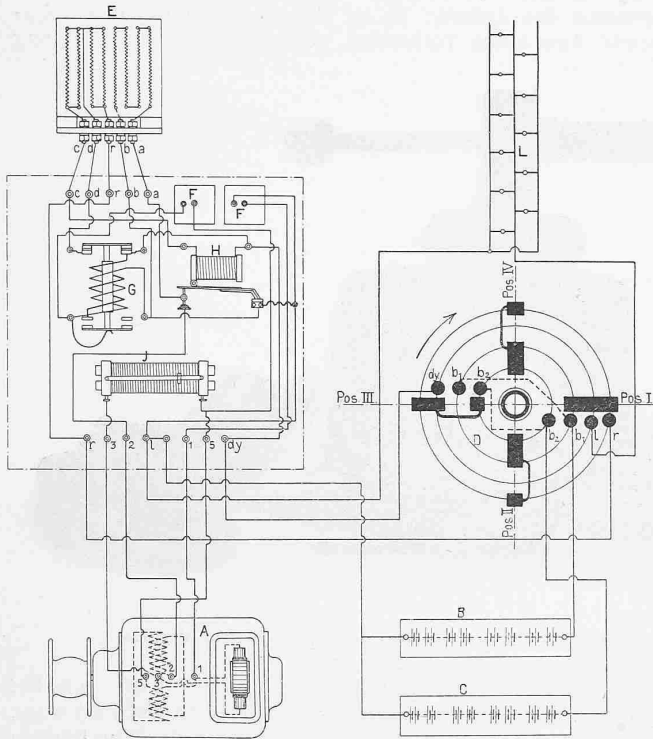 E
c d r b a
c d r b a
F F
H
G
J
L
Pos IV
dy b₁ b₂
Pos III
Pos I
D
b₂ b₁ l r
Pos II
r 3 2 l 1 5 dy
A
5 3 2 1
B
C